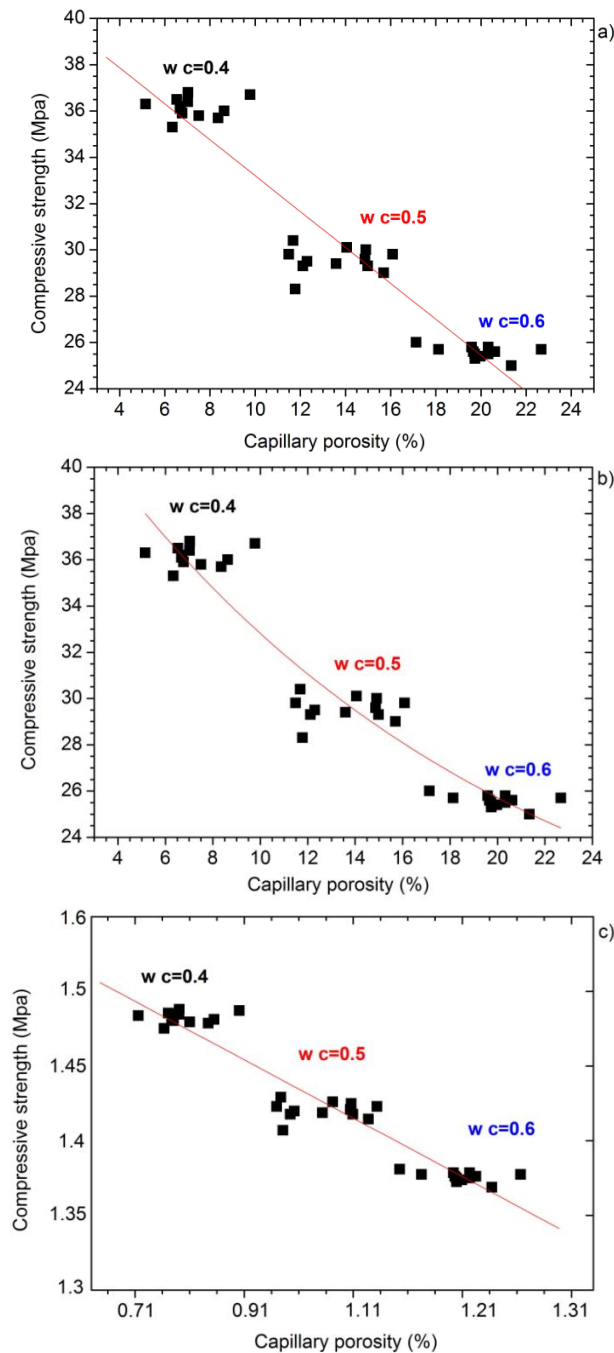 a)
40
38
36
34
32
30
28
26
24
Compressive strength (Mpa)
w c=0.4
w c=0.5
w c=0.6
4 6 8 10 12 14 16 18 20 22 24
Capillary porosity (%)
b)
40
38
36
34
32
30
28
26
24
Compressive strength (Mpa)
w c=0.4
w c=0.5
w c=0.6
4 6 8 10 12 14 16 18 20 22 24
Capillary porosity (%)
c)
1.6
1.5
1.45
1.4
1.35
1.3
Compressive strength (Mpa)
w c=0.4
w c=0.5
w c=0.6
0.71 0.91 1.11 1.21 1.31
Capillary porosity (%)